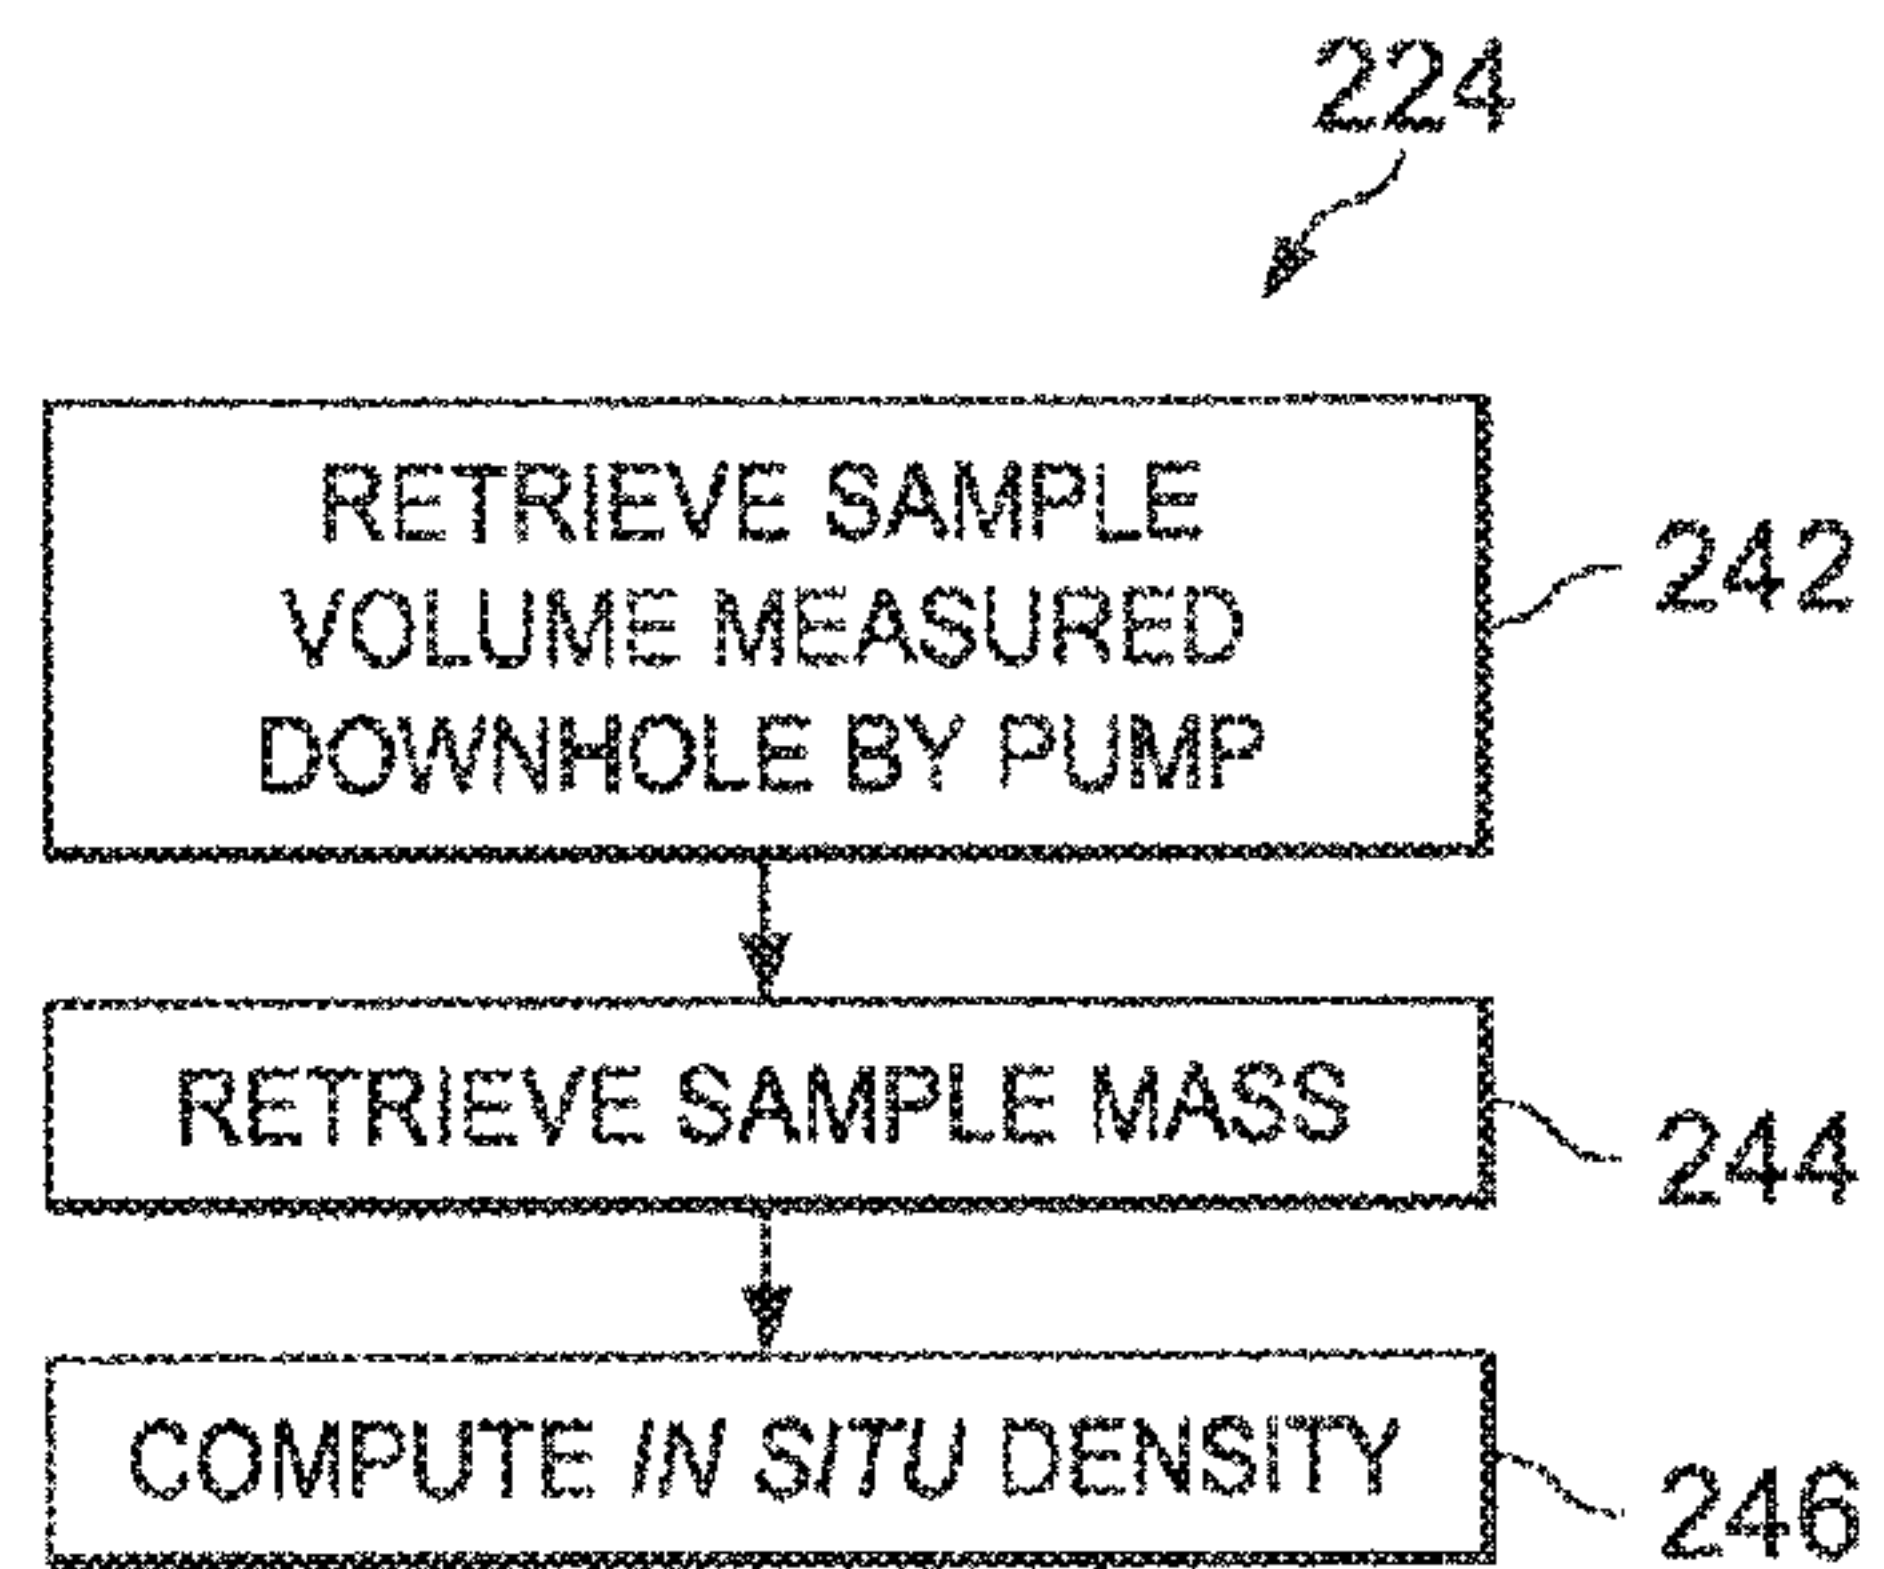 224
RETRIEVE SAMPLE
VOLUME MEASURED
DOWNHOLE BY PUMP
242
RETRIEVE SAMPLE MASS
244
COMPUTE IN SITU DENSITY
246